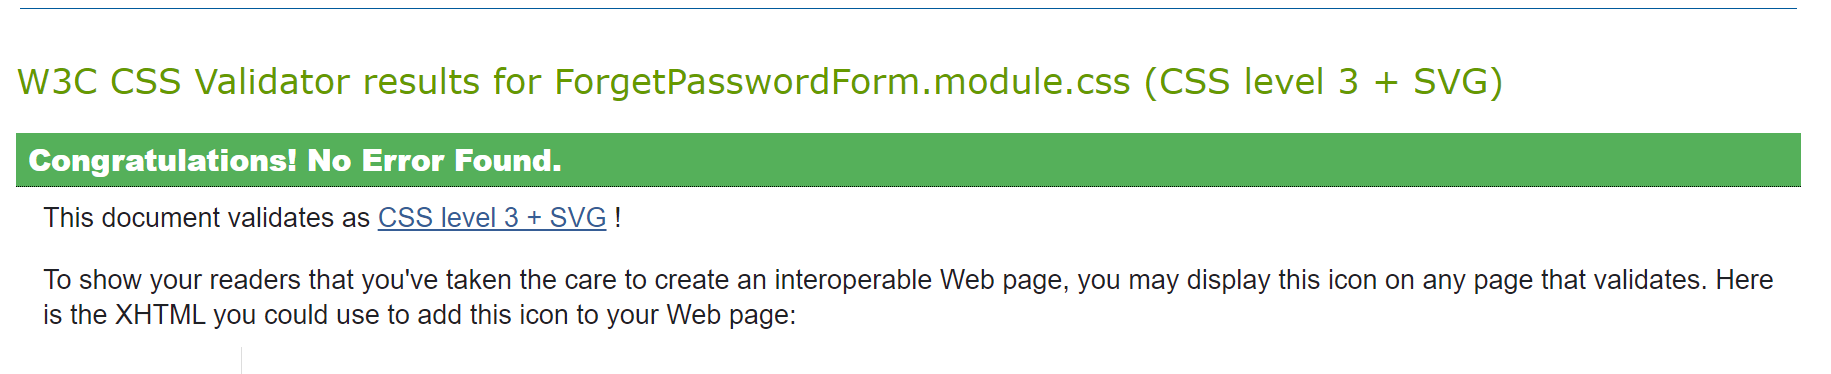 W3C CSS Validator results for ForgetPasswordForm.module.css (CSS level 3 + SVG)
Congratulations! No Error Found.
This document validates as CSS level 3 + SVG !
To show your readers that you've taken the care to create an interoperable Web page, you may display this icon on any page that validates. Here
is the XHTML you could use to add this icon to your Web page: